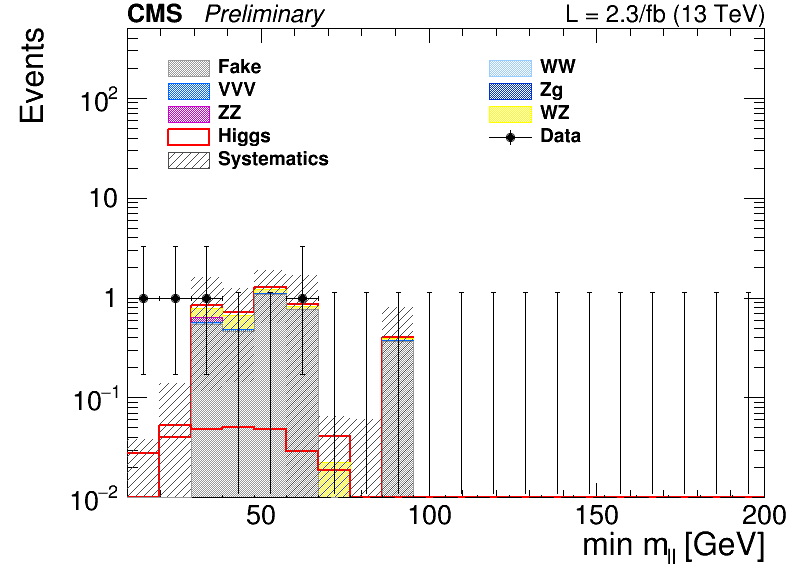 CMS Preliminary L = 2.3/fb (13 TeV)
Events
Fake WW
VVV Zg
ZZ WZ
Higgs Data
Systematics
10²
10
1
10⁻¹
10⁻²
50 100 150 200
min m_ll [GeV]